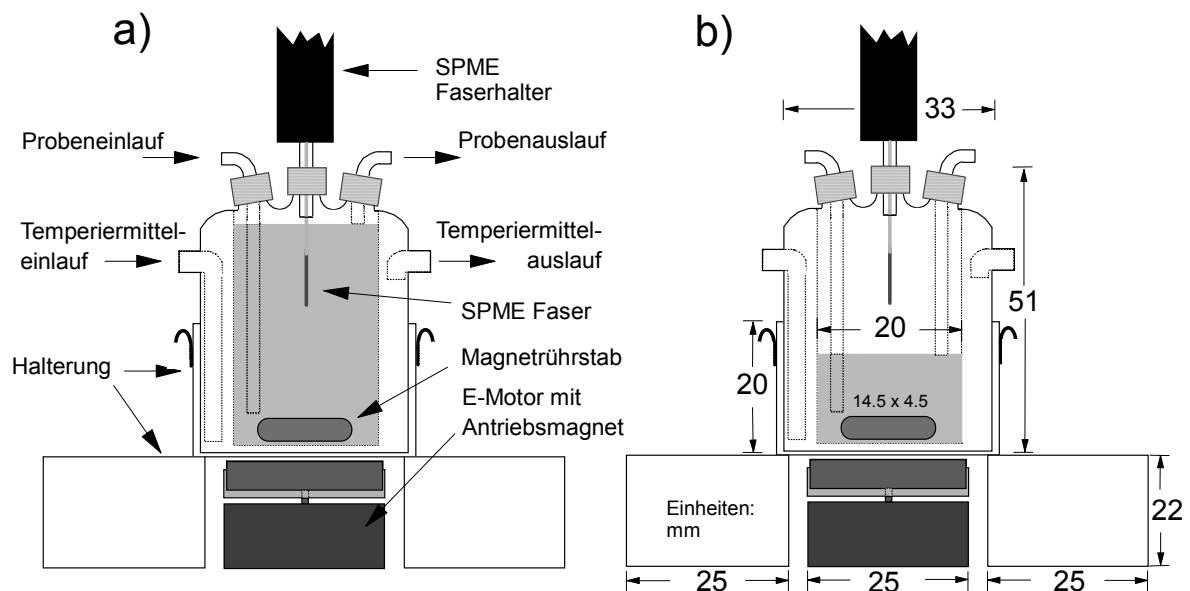 a)
SPME
Faserhalter
Probeneinlauf
Probenauslauf
Temperiermittel-
einlauf
Temperiermittel-
auslauf
SPME Faser
Halterung
Magnetrührstab
E-Motor mit
Antriebsmagnet
b)
33
51
20
20
14.5 x 4.5
Einheiten:
mm
22
25
25
25